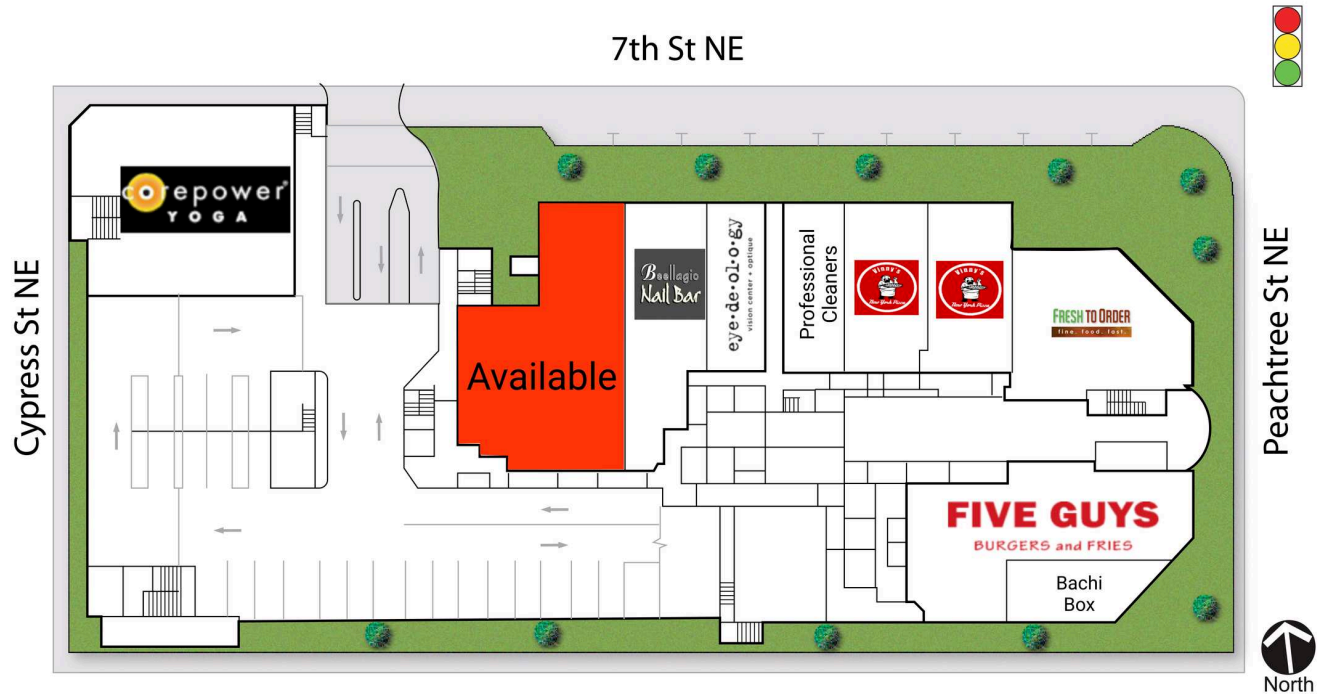 7th St NE
Cypress St NE
corepower
YOGA
Available
Beellagio
Nail Bar
eye•de•ol•o•gy
vision center + optique
Professional
Cleaners
Vinny's
New York Pizza
Vinny's
New York Pizza
FRESH TO ORDER
fine. food. fast.
Peachtree St NE
FIVE GUYS
BURGERS and FRIES
Bachi
Box
North